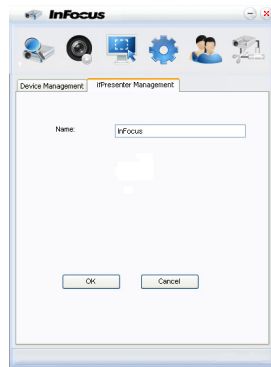 InFocus
Device Management
ifPresenter Management
Name:
InFocus
OK
Cancel